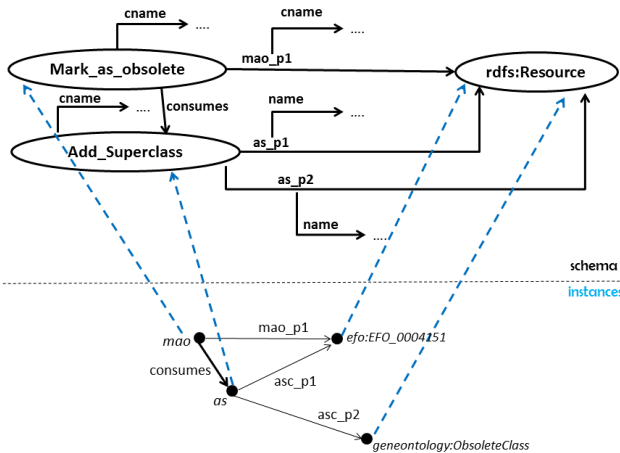 cname
....
cname
....
mao_p1
Mark_as_obsolete
rdfs:Resource
cname
....
consumes
name
....
as_p1
Add_Superclass
as_p2
name
.....
schema
instances
mao_p1
mao
efo:EFO_0004151
consumes
asc_p1
as
asc_p2
geneontology:ObsoleteClass